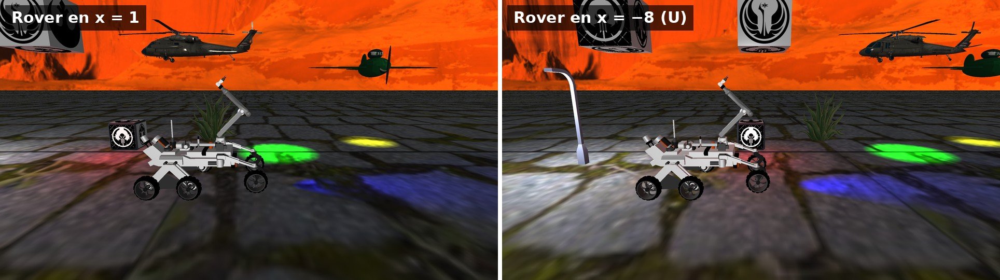 Rover en x = 1
Rover en x = −8 (U)